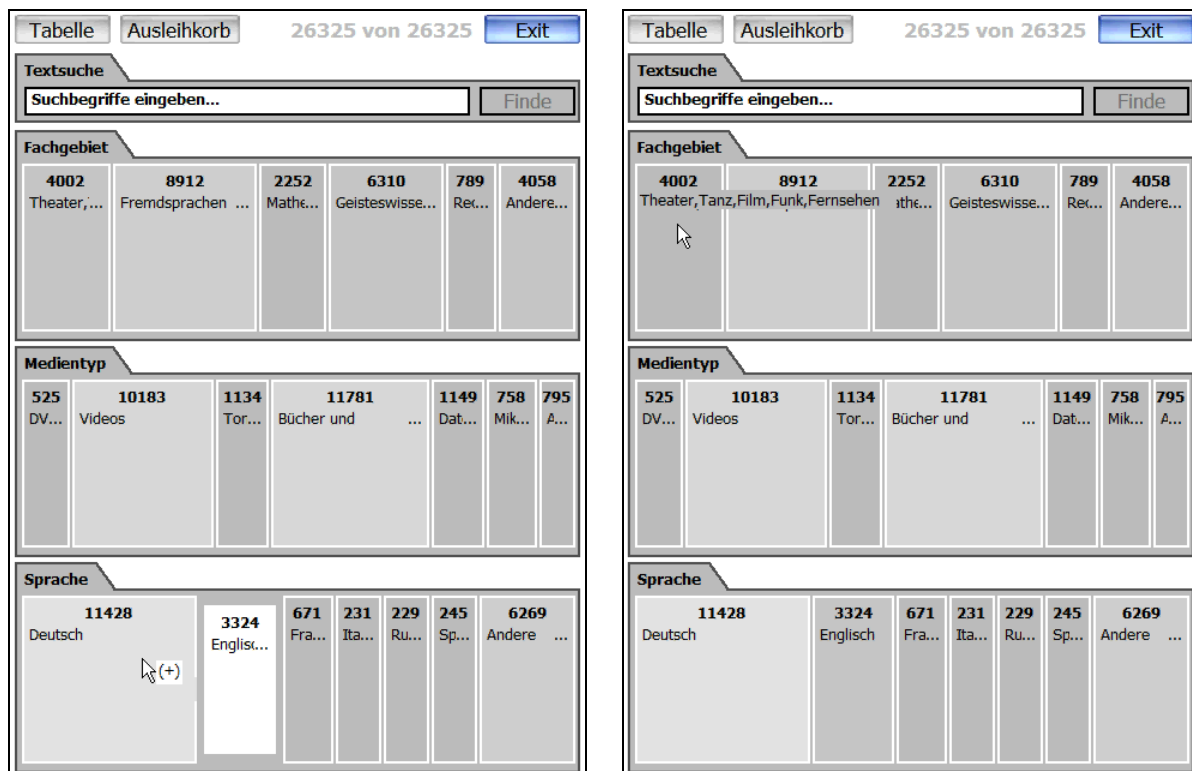 Tabelle Ausleihkorb 26325 von 26325 Exit
Textsuche
Suchbegriffe eingeben... Finde
Fachgebiet
4002 8912 2252 6310 789 4058
Theater,... Fremdsprachen ... Mathe... Geisteswisse... Rec... Andere...
Medientyp
525 10183 1134 11781 1149 758 795
DV... Videos Tor... Bücher und ... Dat... Mik... A...
Sprache
11428 3324 671 231 229 245 6269
Deutsch Englisc... Fra... Ita... Ru... Sp... Andere ...
(+)
Tabelle Ausleihkorb 26325 von 26325 Exit
Textsuche
Suchbegriffe eingeben... Finde
Fachgebiet
4002 8912 2252 6310 789 4058
Theater,Tanz,Film,Funk,Fernsehen athe... Geisteswisse... Rec... Andere...
Medientyp
525 10183 1134 11781 1149 758 795
DV... Videos Tor... Bücher und ... Dat... Mik... A...
Sprache
11428 3324 671 231 229 245 6269
Deutsch Englisch Fra... Ita... Ru... Sp... Andere ...